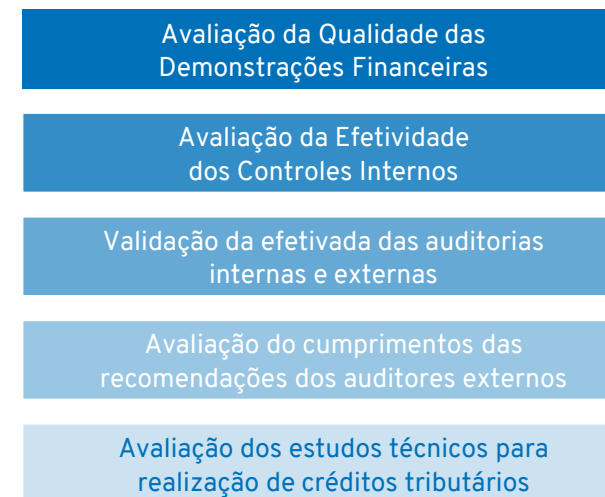 Avaliação da Qualidade das
Demonstrações Financeiras
Avaliação da Efetividade
dos Controles Internos
Validação da efetivada das auditorias
internas e externas
Avaliação do cumprimentos das
recomendações dos auditores externos
Avaliação dos estudos técnicos para
realização de créditos tributários